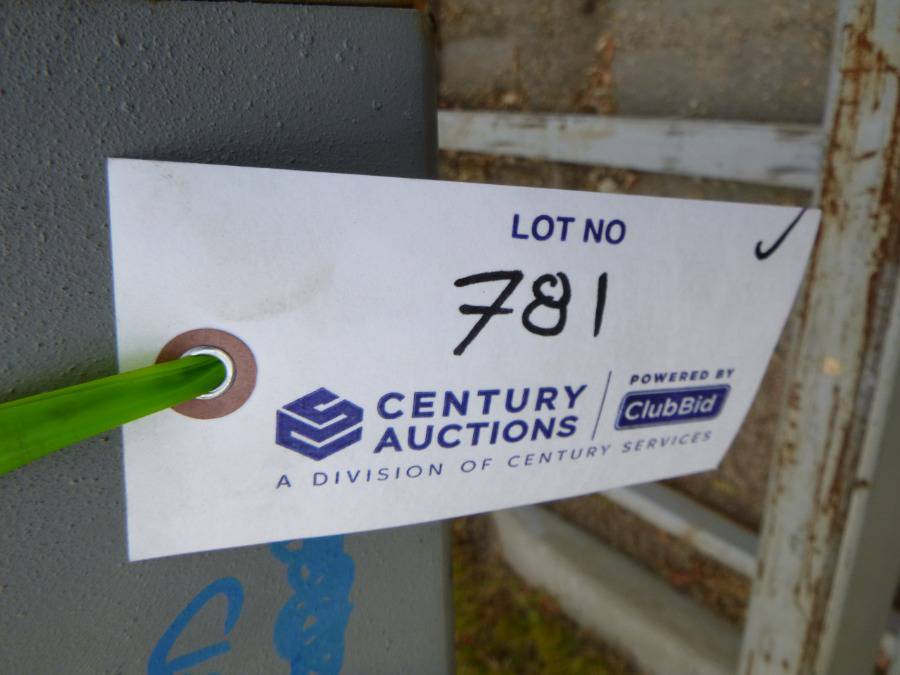 LOT NO
781
CENTURY
AUCTIONS
A DIVISION OF CENTURY SERVICES
POWERED BY
ClubBid